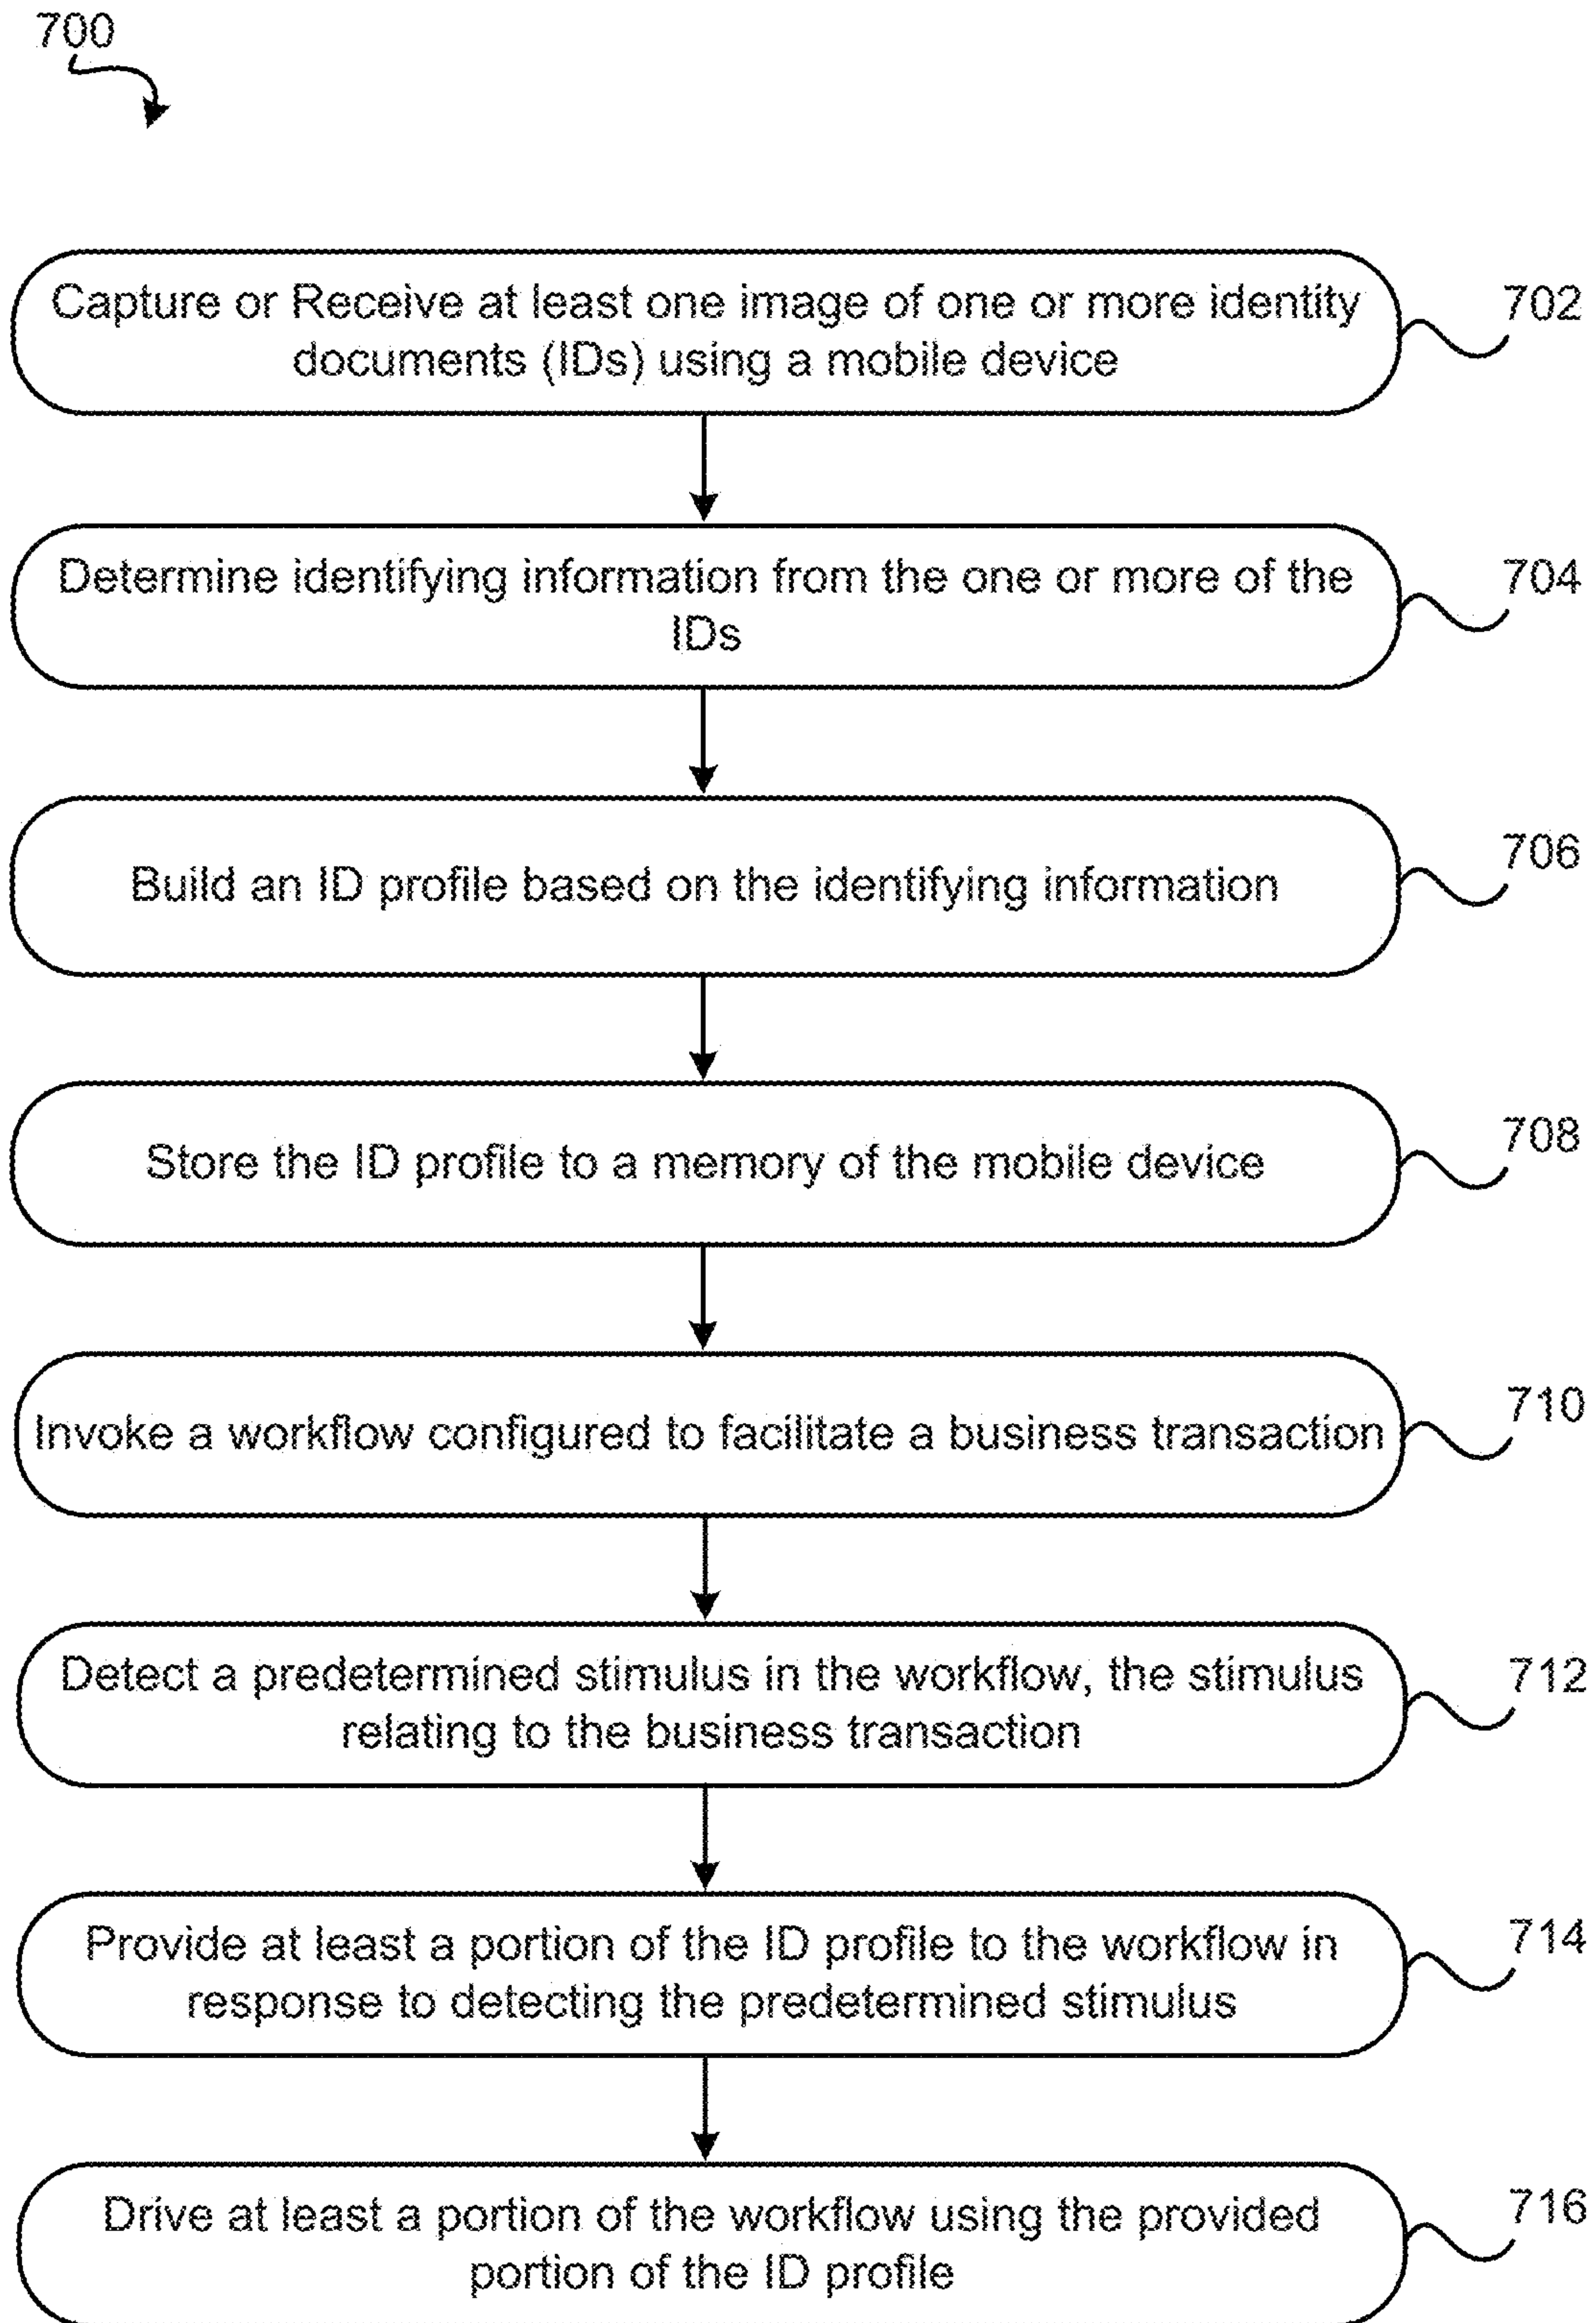 700
Capture or Receive at least one image of one or more identity
documents (IDs) using a mobile device
702
Determine identifying information from the one or more of the
IDs
704
Build an ID profile based on the identifying information
706
Store the ID profile to a memory of the mobile device
708
Invoke a workflow configured to facilitate a business transaction
710
Detect a predetermined stimulus in the workflow, the stimulus
relating to the business transaction
712
Provide at least a portion of the ID profile to the workflow in
response to detecting the predetermined stimulus
714
Drive at least a portion of the workflow using the provided
portion of the ID profile
716